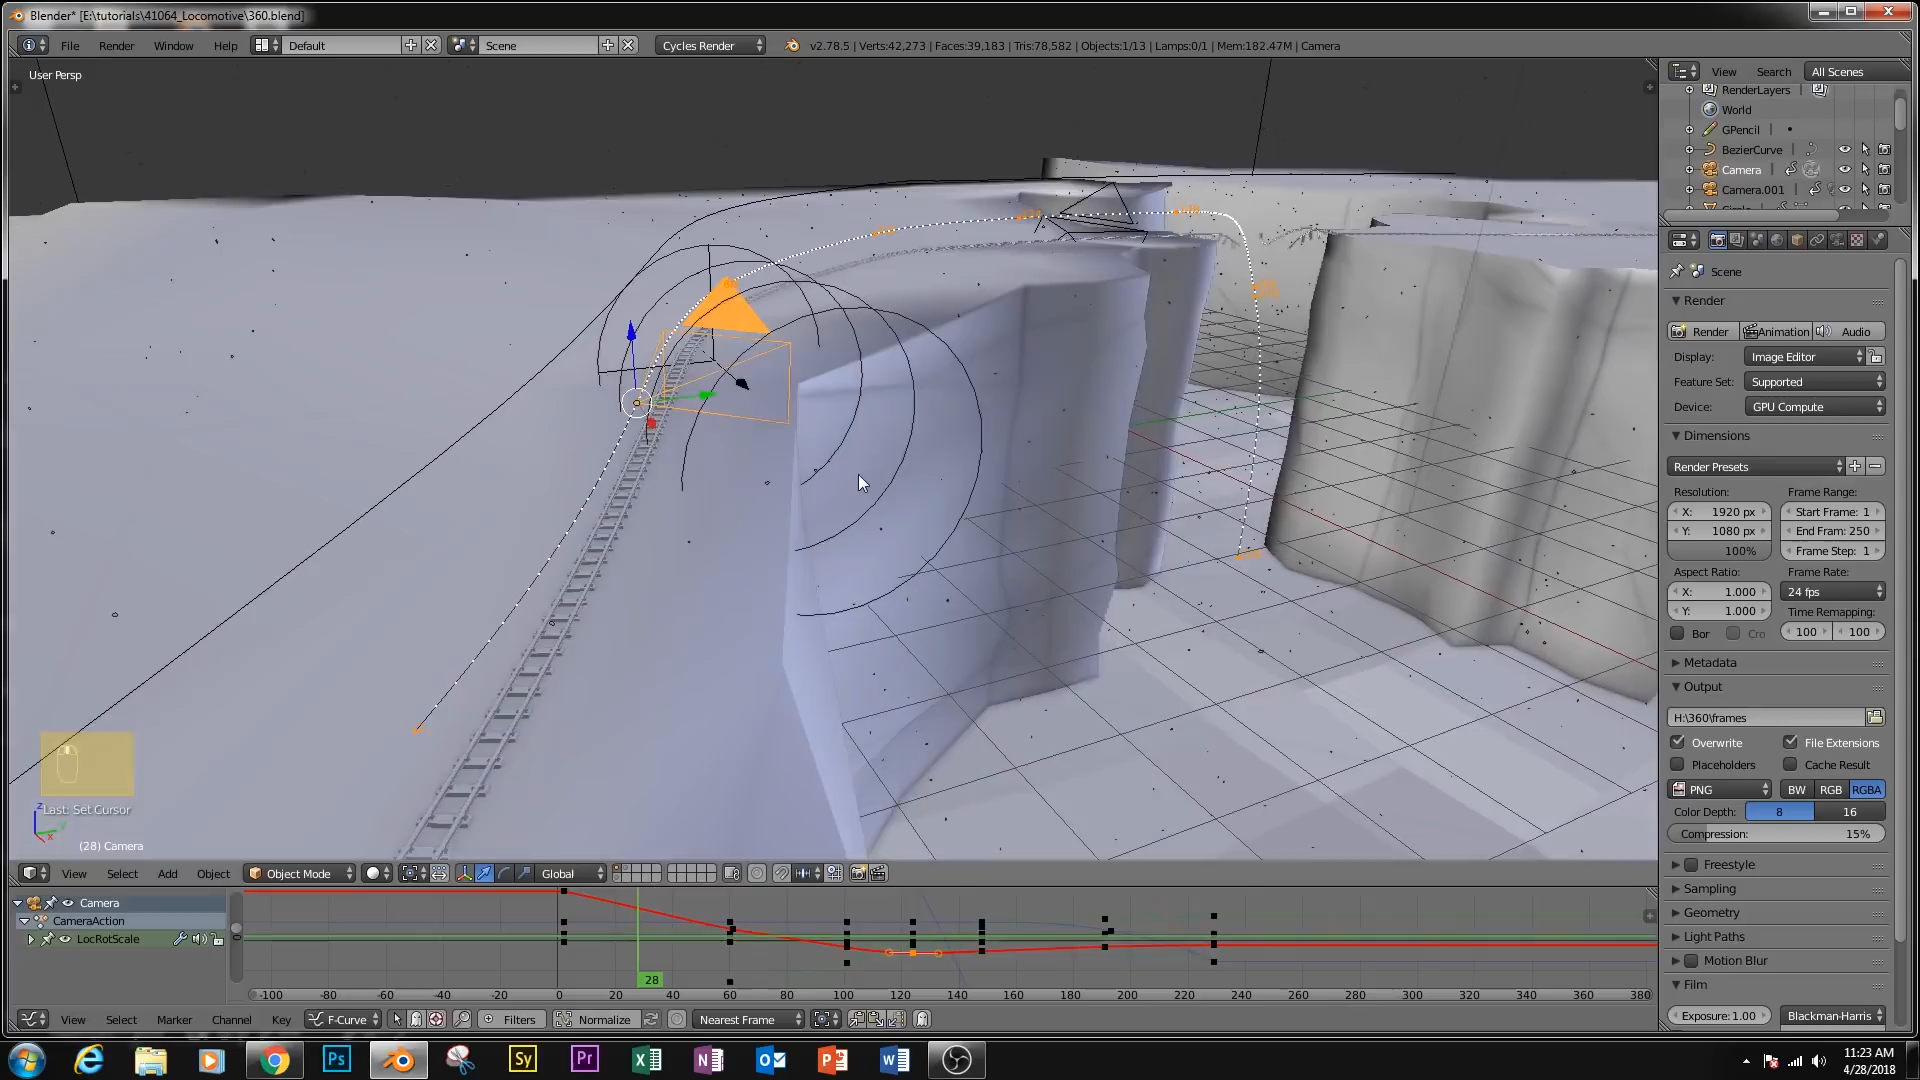 Blender* [E:\tutorials\41064_Locomotive\360.blend]
File Render Window Help Default Scene Cycles Render v2.78.5 | Verts:42,273 | Faces:39,183 | Tris:78,582 | Objects:1/13 | Lamps:0/1 | Mem:182.47M | Camera
User Persp
View Search All Scenes
RenderLayers
World
GPencil
BezierCurve
Camera
Camera.001
Scene
Render
Render Animation Audio
Display: Image Editor
Feature Set: Supported
Device: GPU Compute
Dimensions
Render Presets
Resolution: Frame Range:
X: 1920 px Start Frame: 1
Y: 1080 px End Fram: 250
100% Frame Step: 1
Aspect Ratio: Frame Rate:
X: 1.000 24 fps
Y: 1.000 Time Remapping:
Bor Cro 100 100
Metadata
Output
H:\360\frames
Overwrite File Extensions
Placeholders Cache Result
PNG BW RGB RGBA
Color Depth: 8 16
Compression: 15%
Freestyle
Sampling
Geometry
Light Paths
Motion Blur
Film
Exposure: 1.00 Blackman-Harris
Last: Set Cursor
z y x
(28) Camera
View Select Add Object Object Mode Global
Camera
CameraAction
LocRotScale
28
-100 -80 -60 -40 -20 0 20 40 60 80 100 120 140 160 180 200 220 240 260 280 300 320 340 360 380
View Select Marker Channel Key F-Curve Filters Normalize Nearest Frame
Ps Sy Pr X N O P W
11:23 AM
4/28/2018